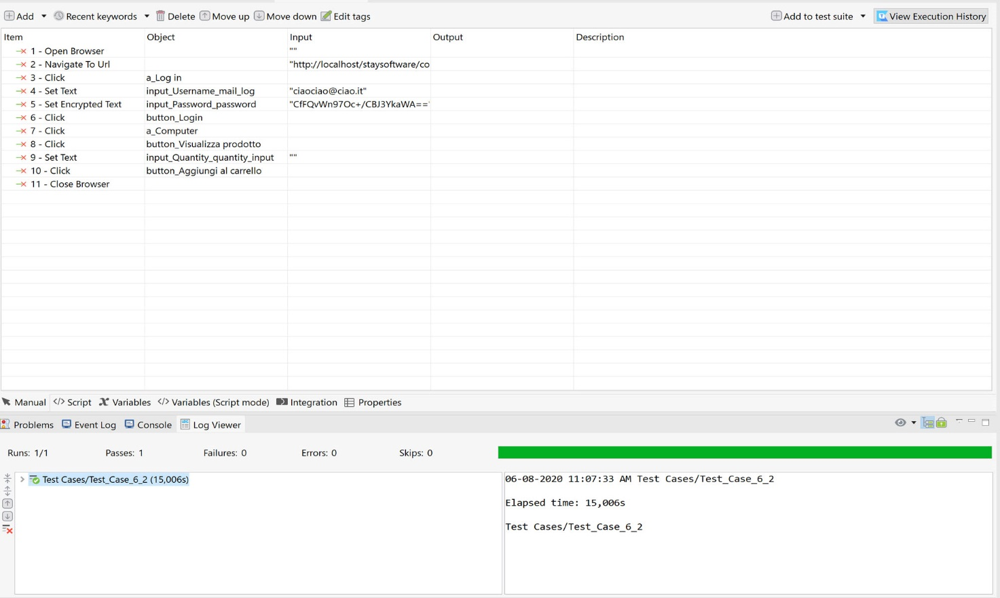 Add Recent keywords Delete Move up Move down Edit tags Add to test suite View Execution History
Item Object Input Output Description
1 - Open Browser ""
2 - Navigate To Url "http://localhost/staysoftware/co
3 - Click a_Log in
4 - Set Text input_Username_mail_log "ciaociao@ciao.it"
5 - Set Encrypted Text input_Password_password "CfFQvWn97Oc+/CBJ3YkaWA=="
6 - Click button_Login
7 - Click a_Computer
8 - Click button_Visualizza prodotto
9 - Set Text input_Quantity_quantity_input ""
10 - Click button_Aggiungi al carrello
11 - Close Browser
Manual Script Variables Variables (Script mode) Integration Properties
Problems Event Log Console Log Viewer
Runs: 1/1 Passes: 1 Failures: 0 Errors: 0 Skips: 0
Test Cases/Test_Case_6_2 (15,006s)
06-08-2020 11:07:33 AM Test Cases/Test_Case_6_2
Elapsed time: 15,006s
Test Cases/Test_Case_6_2